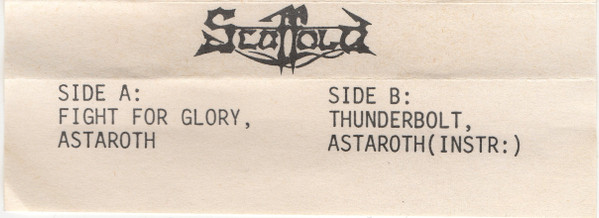 Scaffold
SIDE A:
FIGHT FOR GLORY,
ASTAROTH
SIDE B:
THUNDERBOLT,
ASTAROTH(INSTR:)